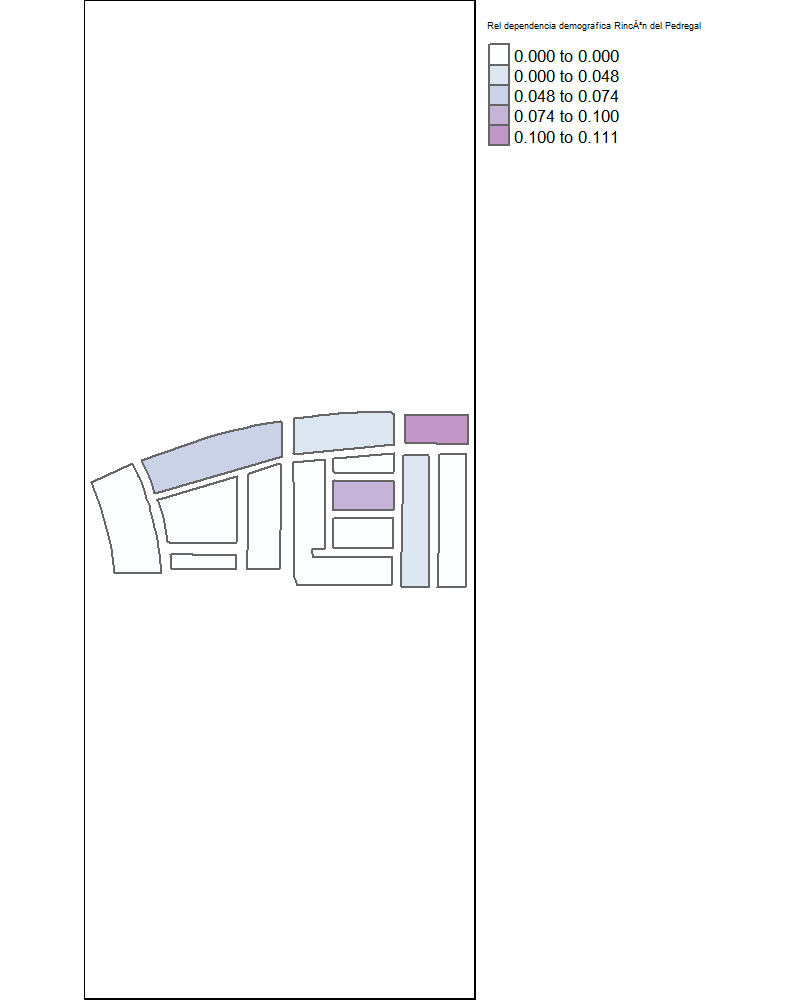 Rel dependencia demografica RincÃªn del Pedregal
0.000 to 0.000
0.000 to 0.048
0.048 to 0.074
0.074 to 0.100
0.100 to 0.111